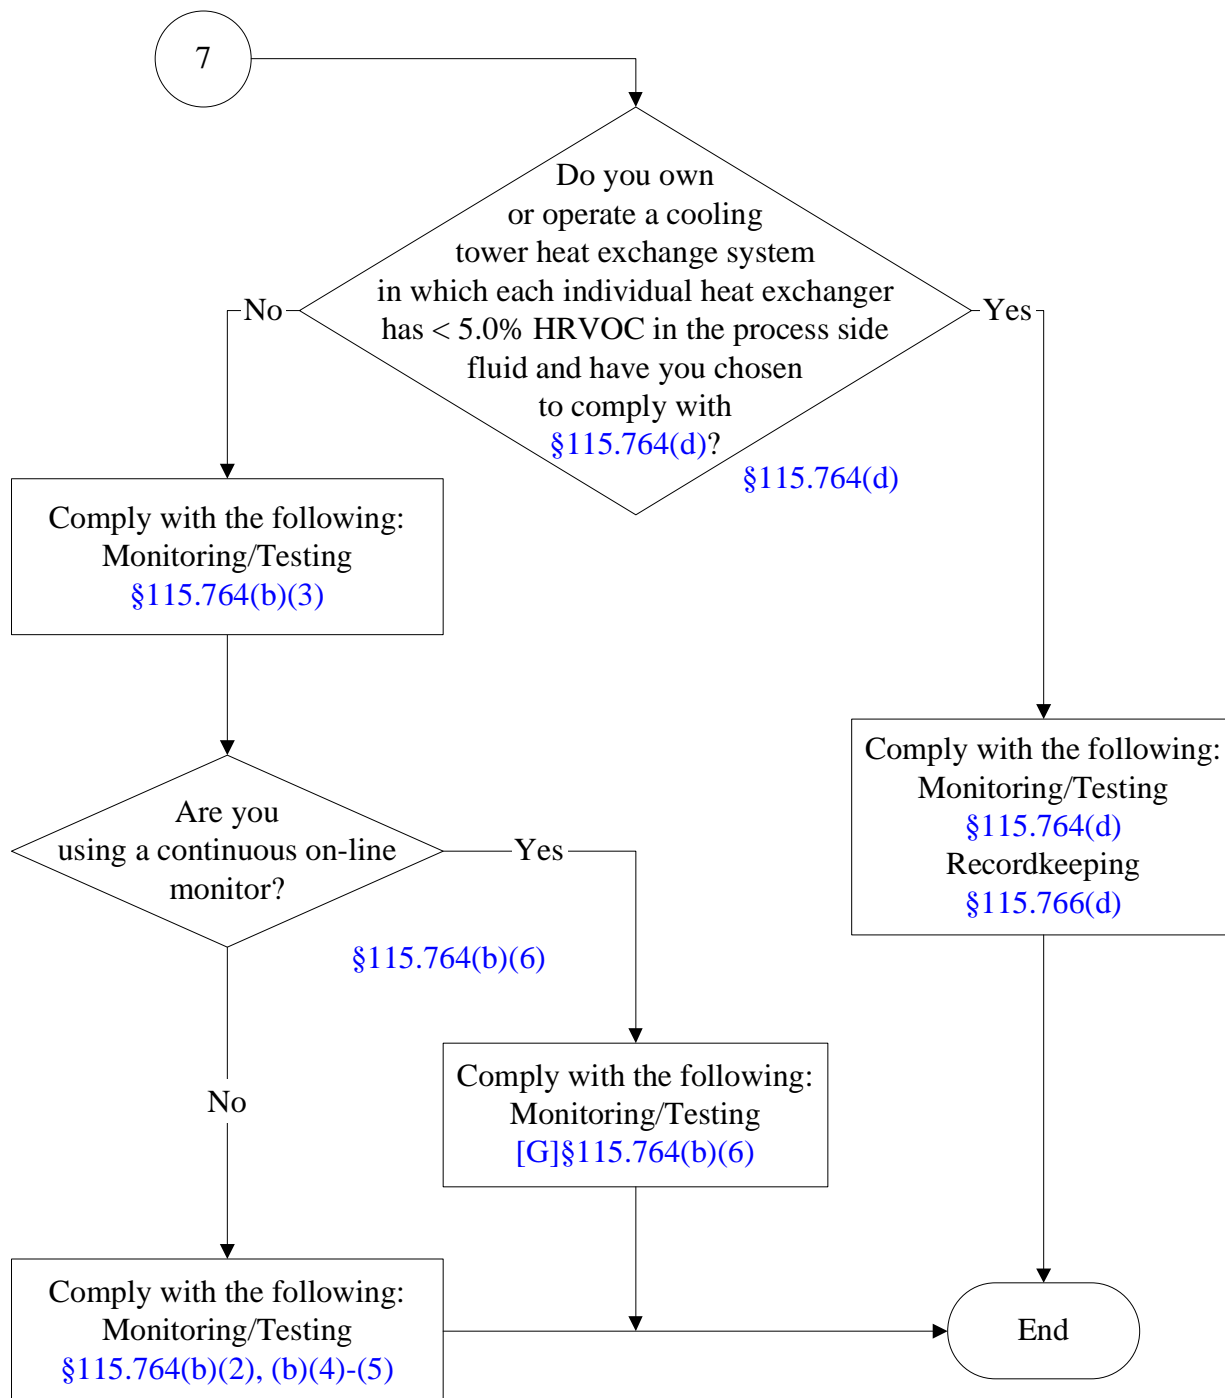 7
Do you own
or operate a cooling
tower heat exchange system
in which each individual heat exchanger
has < 5.0% HRVOC in the process side
fluid and have you chosen
to comply with
§115.764(d)?
§115.764(d)
No
Yes
Comply with the following:
Monitoring/Testing
§115.764(b)(3)
Comply with the following:
Monitoring/Testing
§115.764(d)
Recordkeeping
§115.766(d)
Are you
using a continuous on-line
monitor?
Yes
§115.764(b)(6)
No
Comply with the following:
Monitoring/Testing
[G]§115.764(b)(6)
Comply with the following:
Monitoring/Testing
§115.764(b)(2), (b)(4)-(5)
End